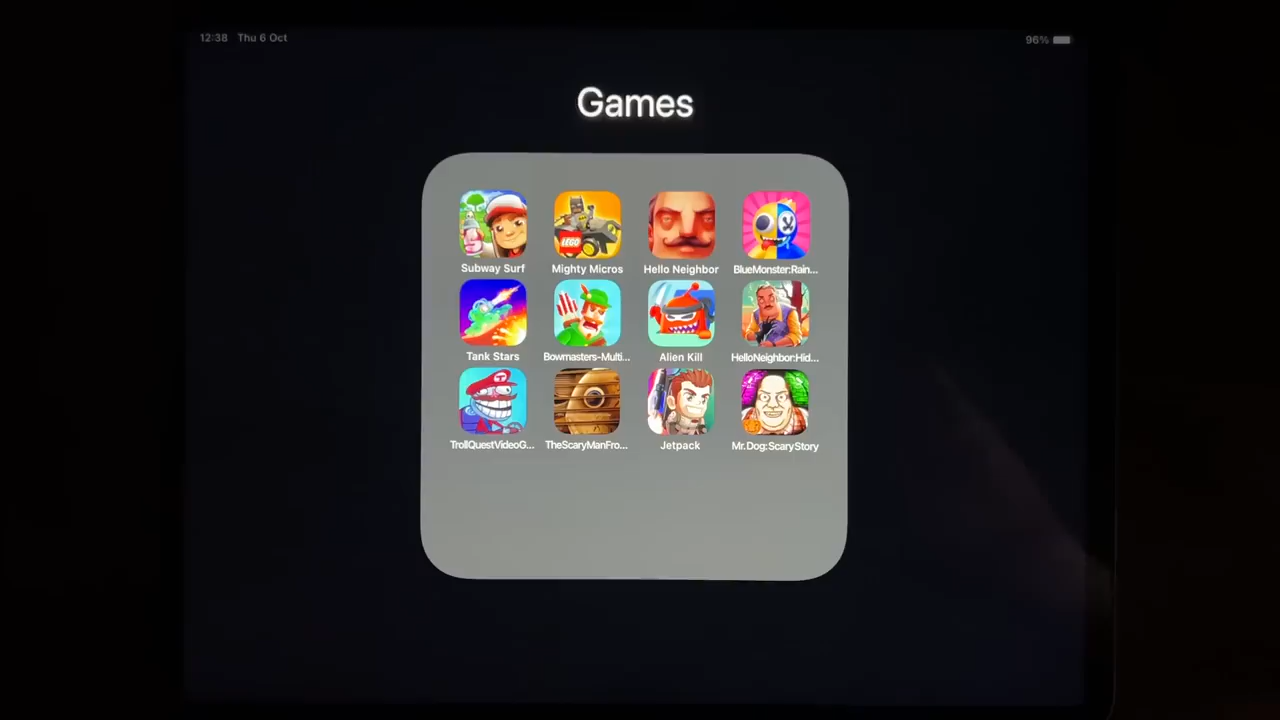 12:38 Thu 6 Oct 96%
Games
LEGO
Subway Surf Mighty Micros Hello Neighbor BlueMonster:Rain...
Tank Stars Bowmasters-Multi... Alien Kill HelloNeighbor:Hid...
T
TrollQuestVideoG... TheScaryManFro... Jetpack Mr.Dog:ScaryStory